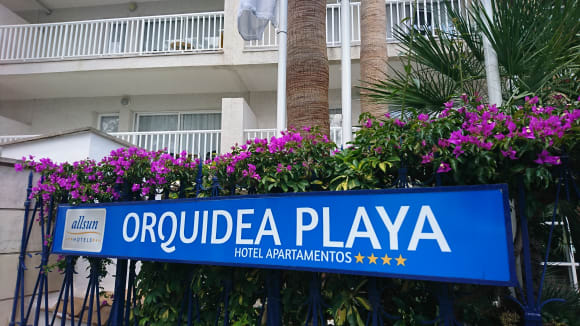 allsun
HOTELS
ORQUIDEA PLAYA
HOTEL APARTAMENTOS ★★★★